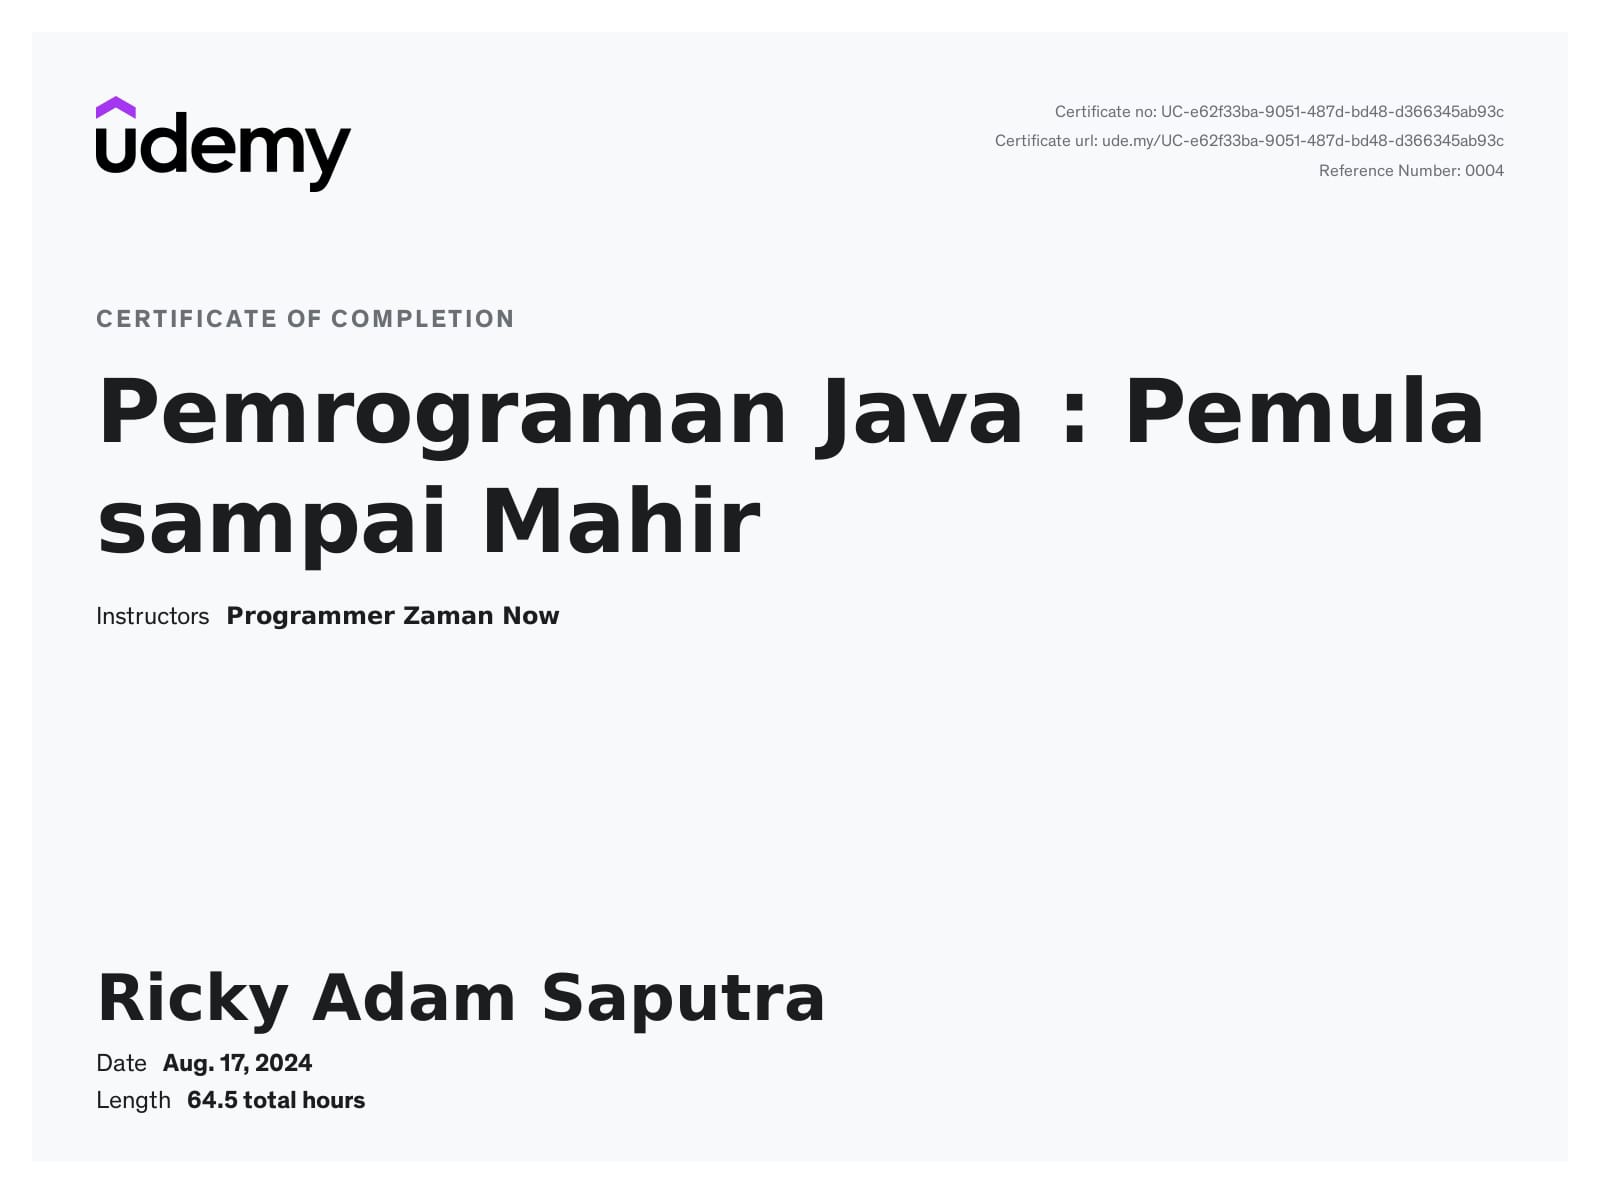 udemy
Certificate no: UC-e62f33ba-9051-487d-bd48-d366345ab93c
Certificate url: ude.my/UC-e62f33ba-9051-487d-bd48-d366345ab93c
Reference Number: 0004
CERTIFICATE OF COMPLETION
Pemrograman Java : Pemula
sampai Mahir
Instructors Programmer Zaman Now
Ricky Adam Saputra
Date Aug. 17, 2024
Length 64.5 total hours